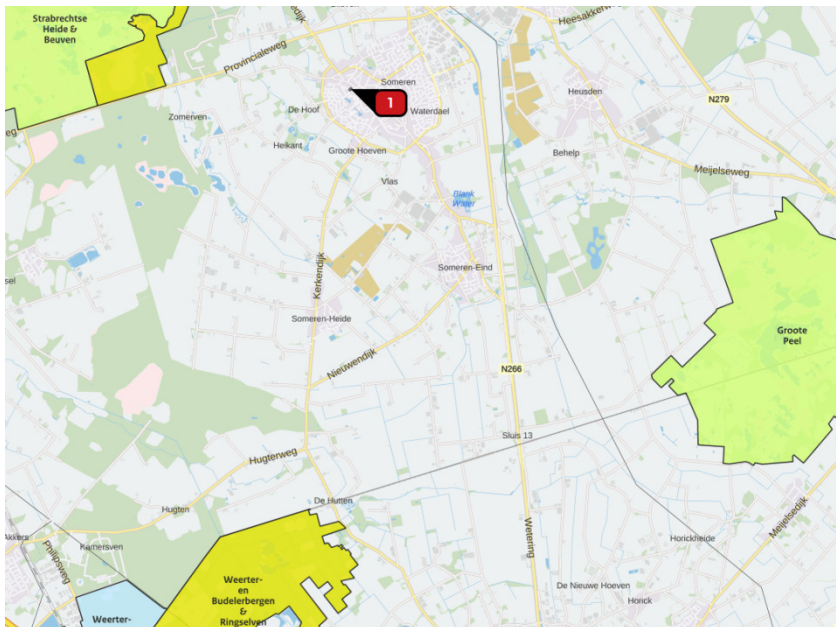 Strabrechtse
Heide &
Beuven
Provincialeweg
Someren
1
Waterdael
De Hoof
Zomerven
Heikant
Groote Hoeven
Vlas
Heusden
N279
Behelp
Meijelseweg
Blank
Water
Someren-Eind
Kerkendijk
Someren-Heide
Nieuwendijk
N266
Groote
Peel
Sluis 13
Hugterweg
De Hutten
Hugten
Akkers
Kamersven
Philipsweg
Wetering
Horickheide
Meijelsedijk
Weerter-
en
Budelerbergen
&
Ringselven
Weerter-
De Nieuwe Hoeven
Horick